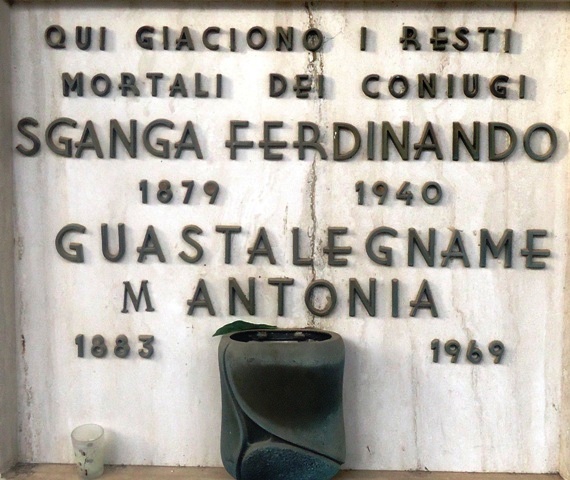 QUI GIACIONO I RESTI
MORTALI DEI CONIUGI
SGANGA FERDINANDO
1879 1940
GUASTALEGNAME
M ANTONIA
1883 1969